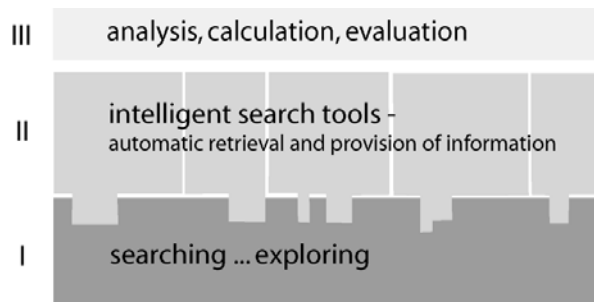 III
analysis, calculation, evaluation
II
intelligent search tools -
automatic retrieval and provision of information
I
searching ... exploring